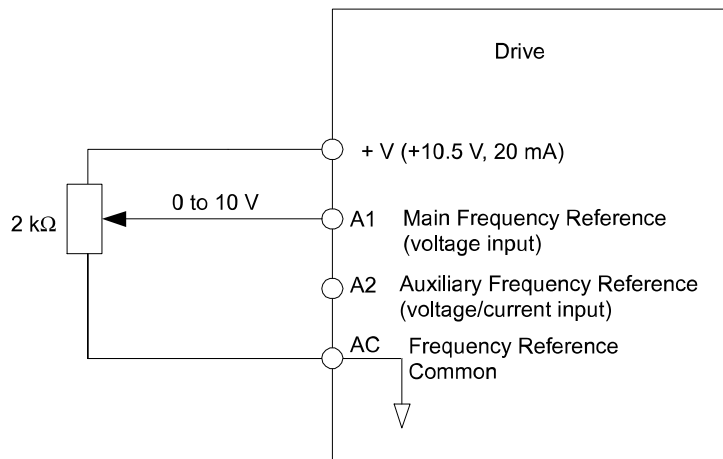 Drive
+ V (+10.5 V, 20 mA)
0 to 10 V
2 kΩ
A1 Main Frequency Reference
(voltage input)
A2 Auxiliary Frequency Reference
(voltage/current input)
AC Frequency Reference
Common